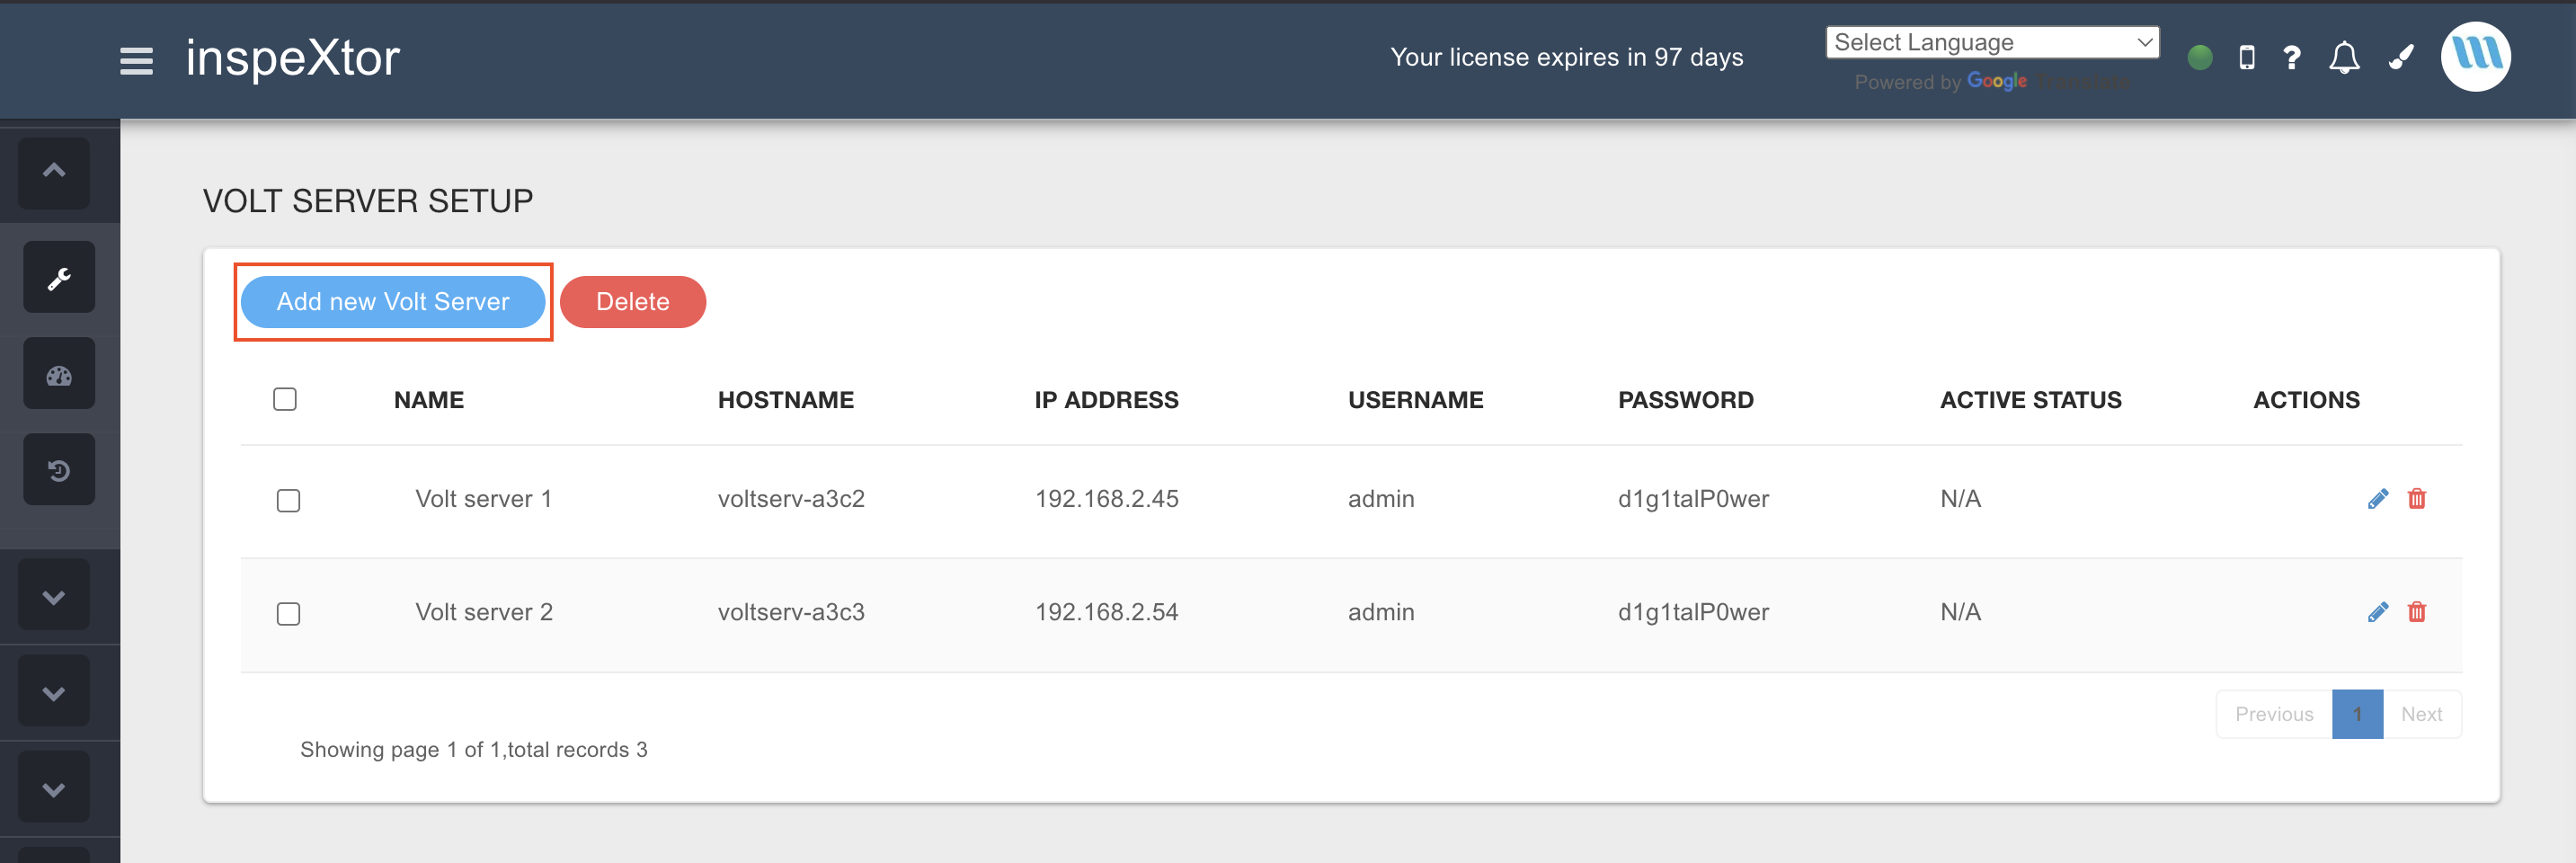 inspeXtor
Your license expires in 97 days
Select Language
Powered by Google Translate
VOLT SERVER SETUP
Add new Volt Server Delete
NAME HOSTNAME IP ADDRESS USERNAME PASSWORD ACTIVE STATUS ACTIONS
Volt server 1 voltserv-a3c2 192.168.2.45 admin d1g1talP0wer N/A
Volt server 2 voltserv-a3c3 192.168.2.54 admin d1g1talP0wer N/A
Previous 1 Next
Showing page 1 of 1,total records 3